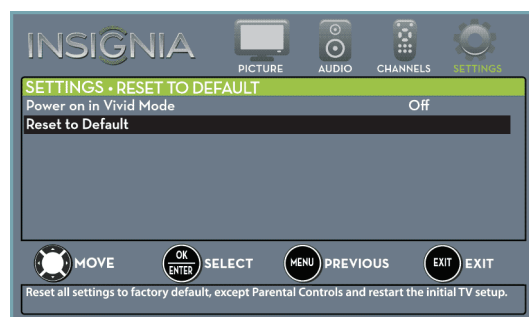 INSIGNIA
PICTURE AUDIO CHANNELS SETTINGS
SETTINGS • RESET TO DEFAULT
Power on in Vivid Mode Off
Reset to Default
MOVE OK ENTER SELECT MENU PREVIOUS EXIT EXIT
Reset all settings to factory default, except Parental Controls and restart the initial TV setup.